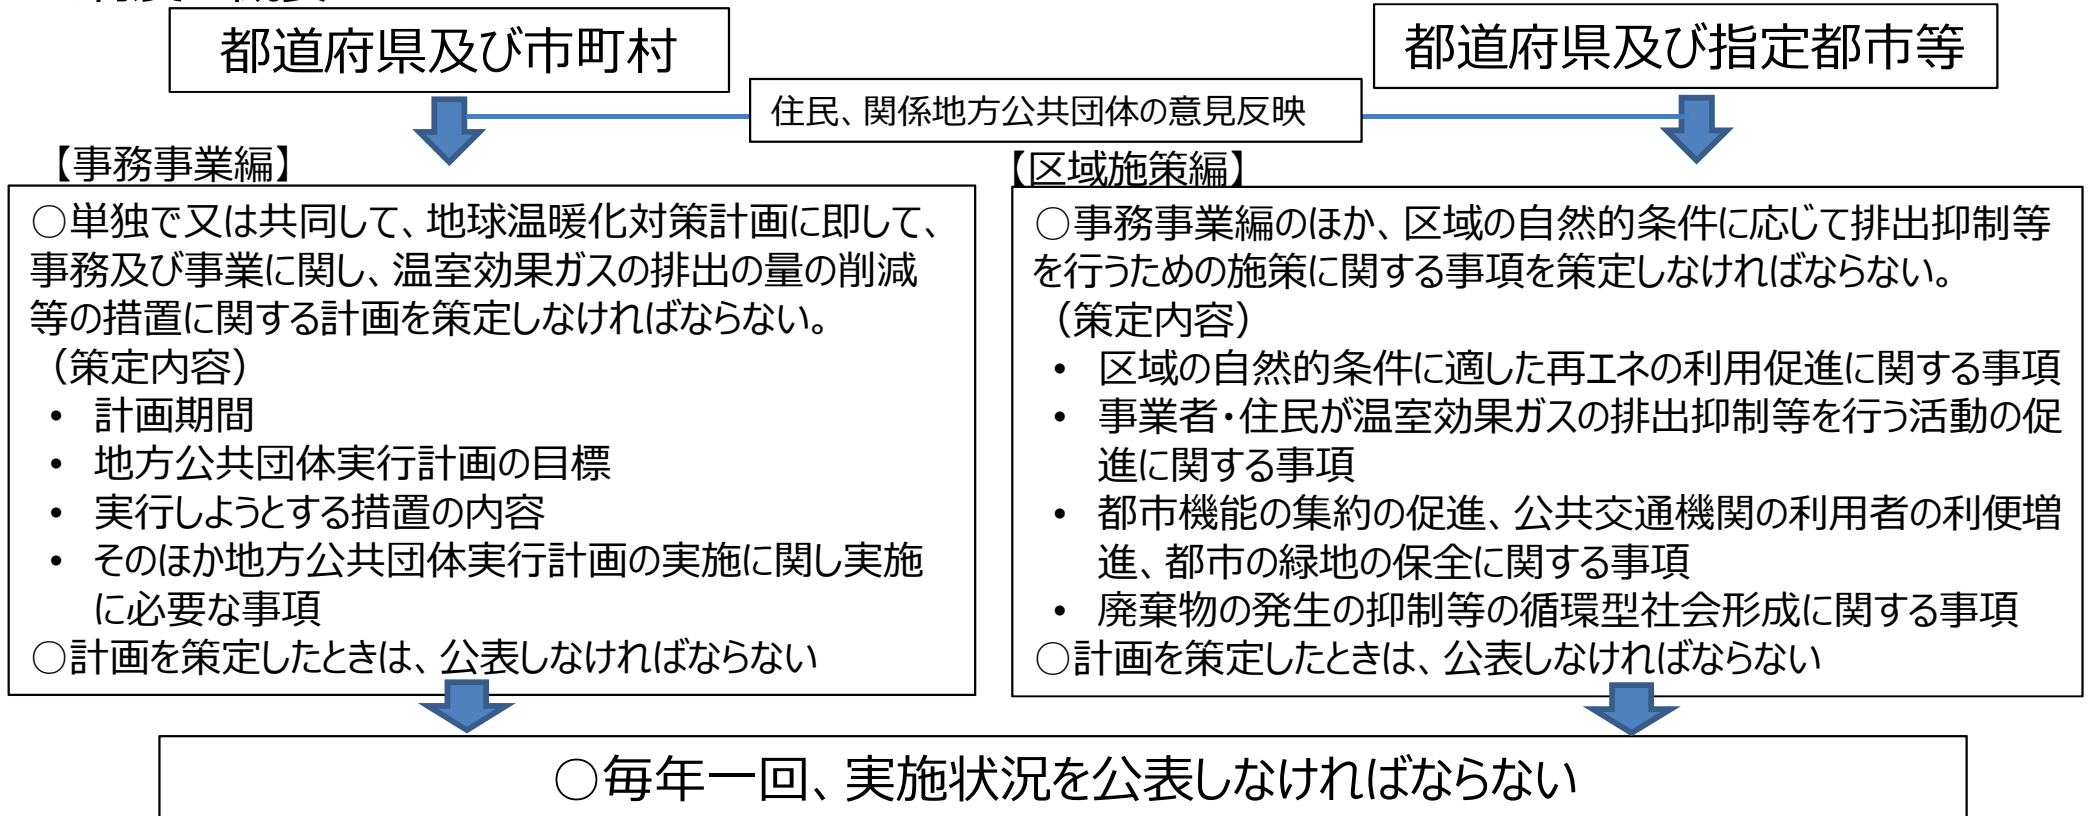 都道府県及び市町村
都道府県及び指定都市等
住民、関係地方公共団体の意見反映
【事務事業編】
○単独で又は共同して、地球温暖化対策計画に即して、
事務及び事業に関し、温室効果ガスの排出の量の削減
等の措置に関する計画を策定しなければならない。
（策定内容）
• 計画期間
• 地方公共団体実行計画の目標
• 実行しようとする措置の内容
• そのほか地方公共団体実行計画の実施に関し実施
に必要な事項
○計画を策定したときは、公表しなければならない
【区域施策編】
○事務事業編のほか、区域の自然的条件に応じて排出抑制等
を行うための施策に関する事項を策定しなければならない。
（策定内容）
• 区域の自然的条件に適した再エネの利用促進に関する事項
• 事業者・住民が温室効果ガスの排出抑制等を行う活動の促
進に関する事項
• 都市機能の集約の促進、公共交通機関の利用者の利便増
進、都市の緑地の保全に関する事項
• 廃棄物の発生の抑制等の循環型社会形成に関する事項
○計画を策定したときは、公表しなければならない
○毎年一回、実施状況を公表しなければならない